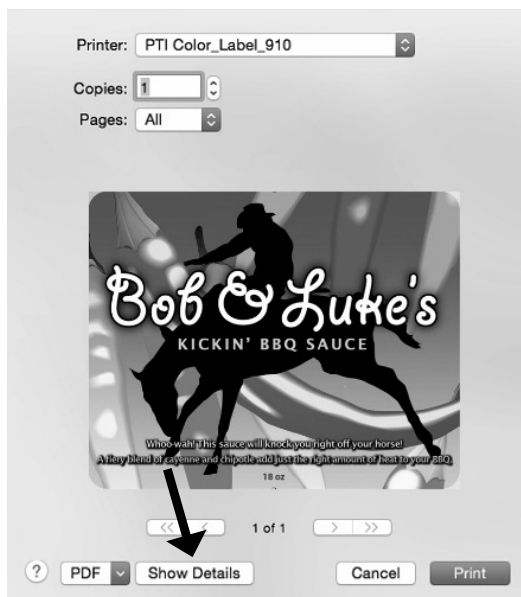 Printer: PTI Color_Label_910
Copies: 1
Pages: All
Bob & Luke's
KICKIN' BBQ SAUCE
Whoo wah! This sauce will knock you right off your horse!
A fiery blend of cayenne and chipotle add just the right amount of heat to your BBQ.
18 oz
<< < 1 of 1 > >>
? PDF Show Details Cancel Print